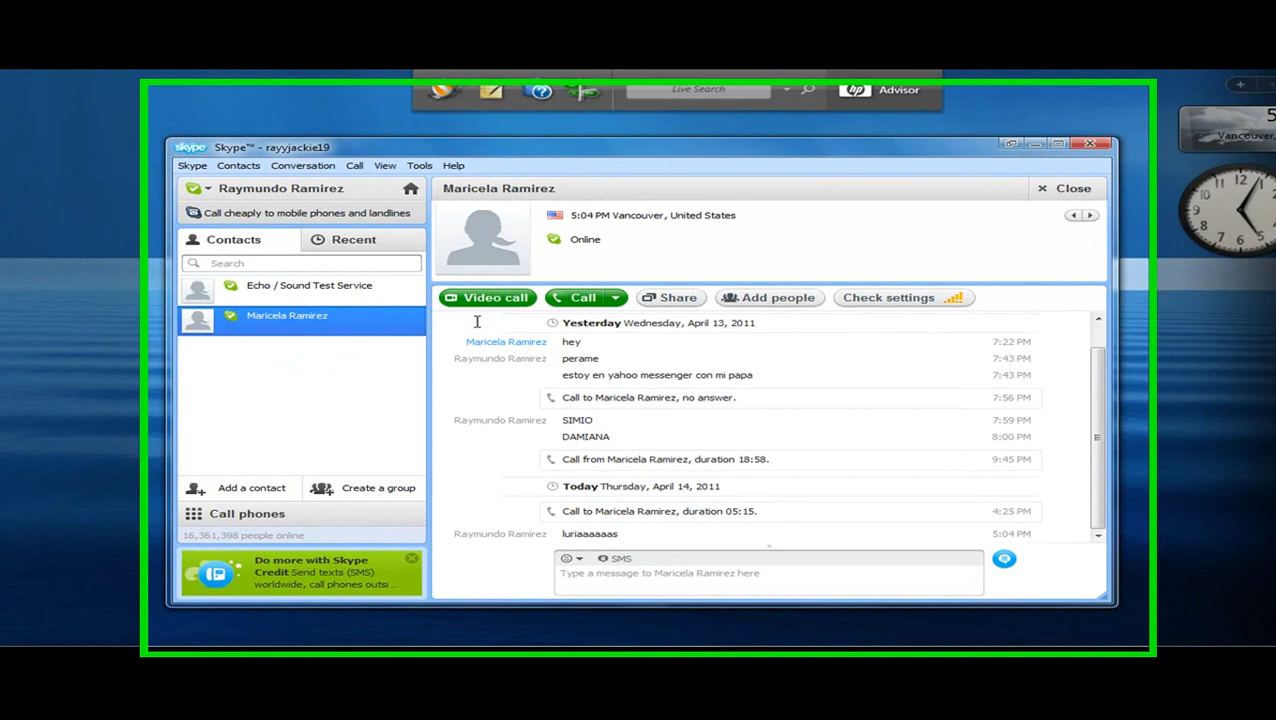 Live Search
hp Advisor
5
Vancouver,
skype Skype™ - rayyjackie19
Skype Contacts Conversation Call View Tools Help
Raymundo Ramirez
Call cheaply to mobile phones and landlines
Contacts Recent
Search
Echo / Sound Test Service
Maricela Ramirez
Add a contact Create a group
Call phones
16,361,398 people online
Do more with Skype
Credit Send texts (SMS)
worldwide, call phones outsi...
Maricela Ramirez Close
5:04 PM Vancouver, United States
Online
Video call Call Share Add people Check settings
Yesterday Wednesday, April 13, 2011
Maricela Ramirez hey 7:22 PM
Raymundo Ramirez perame 7:43 PM
estoy en yahoo messenger con mi papa 7:43 PM
Call to Maricela Ramirez, no answer. 7:56 PM
Raymundo Ramirez SIMIO 7:59 PM
DAMIANA 8:00 PM
Call from Maricela Ramirez, duration 18:58. 9:45 PM
Today Thursday, April 14, 2011
Call to Maricela Ramirez, duration 05:15. 4:25 PM
Raymundo Ramirez luriaaaaaas 5:04 PM
SMS
Type a message to Maricela Ramirez here
12
9
6
5